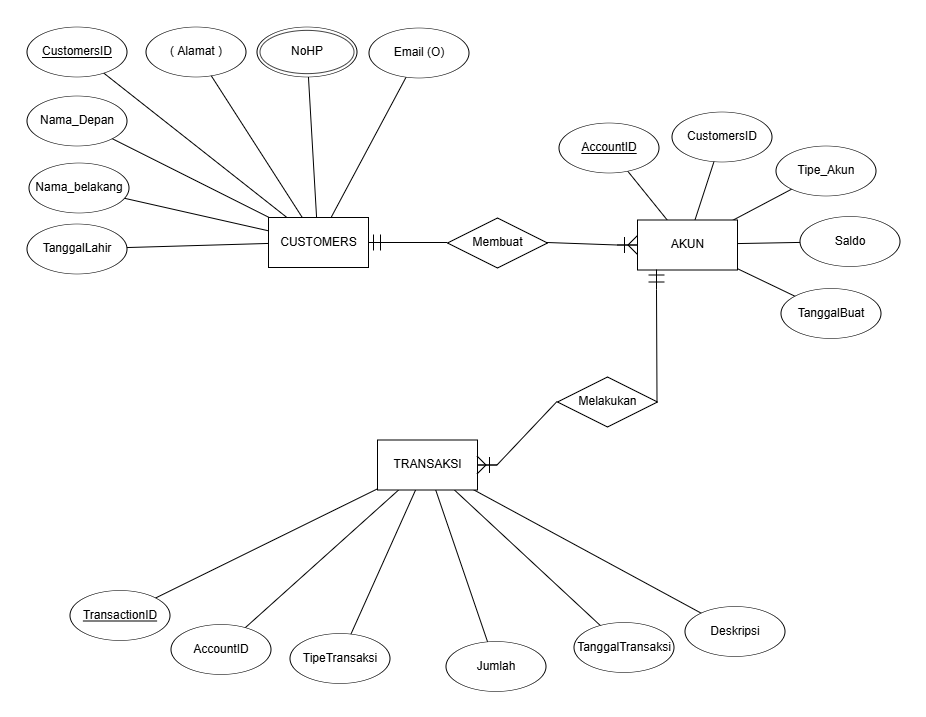 CustomersID
( Alamat )
NoHP
Email (O)
Nama_Depan
Nama_belakang
TanggalLahir
CUSTOMERS
Membuat
AccountID
CustomersID
Tipe_Akun
Saldo
TanggalBuat
AKUN
Melakukan
TRANSAKSI
TransactionID
AccountID
TipeTransaksi
Jumlah
TanggalTransaksi
Deskripsi